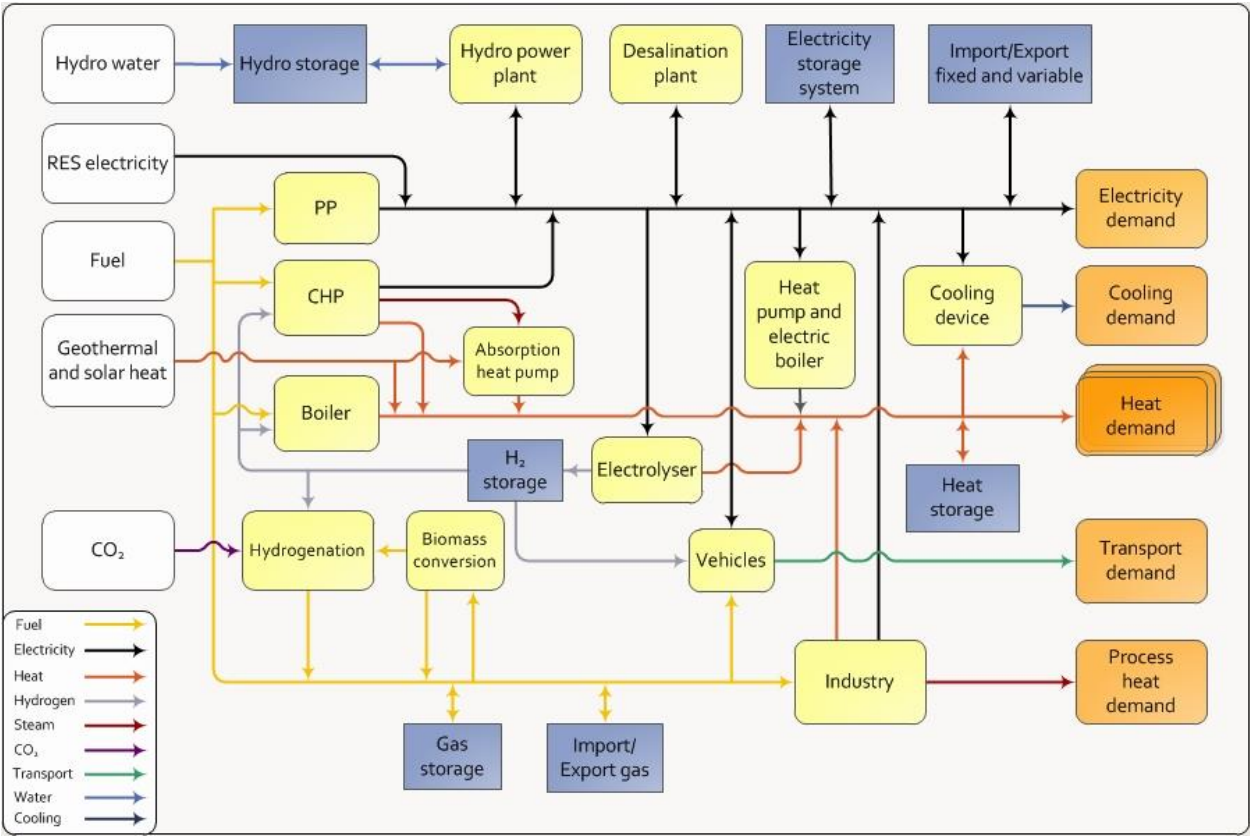 Hydro water
Hydro storage
Hydro power
plant
Desalination
plant
Electricity
storage
system
Import/Export
fixed and variable
RES electricity
PP
Electricity
demand
Fuel
CHP
Heat
pump and
electric
boiler
Cooling
device
Cooling
demand
Geothermal
and solar heat
Absorption
heat pump
Boiler
Heat
demand
H₂
storage
Electrolyser
Heat
storage
CO₂
Hydrogenation
Biomass
conversion
Vehicles
Transport
demand
Industry
Process
heat
demand
Gas
storage
Import/
Export gas
Fuel
Electricity
Heat
Hydrogen
Steam
CO₂
Transport
Water
Cooling